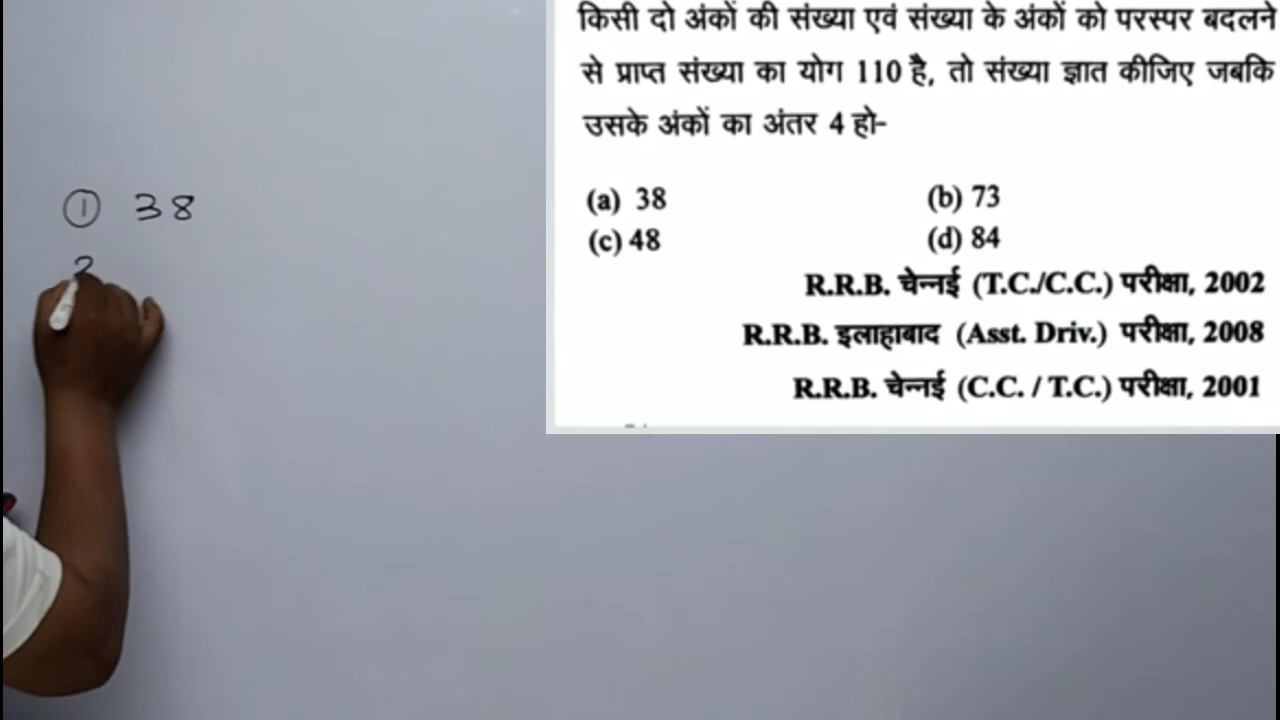 किसी दो अंकों की संख्या एवं संख्या के अंकों को परस्पर बदलने
से प्राप्त संख्या का योग 110 है, तो संख्या ज्ञात कीजिए जबकि
उसके अंकों का अंतर 4 हो-
(a) 38 (b) 73
(c) 48 (d) 84
R.R.B. चेन्नई (T.C./C.C.) परीक्षा, 2002
R.R.B. इलाहाबाद (Asst. Driv.) परीक्षा, 2008
R.R.B. चेन्नई (C.C. / T.C.) परीक्षा, 2001
① 38
2